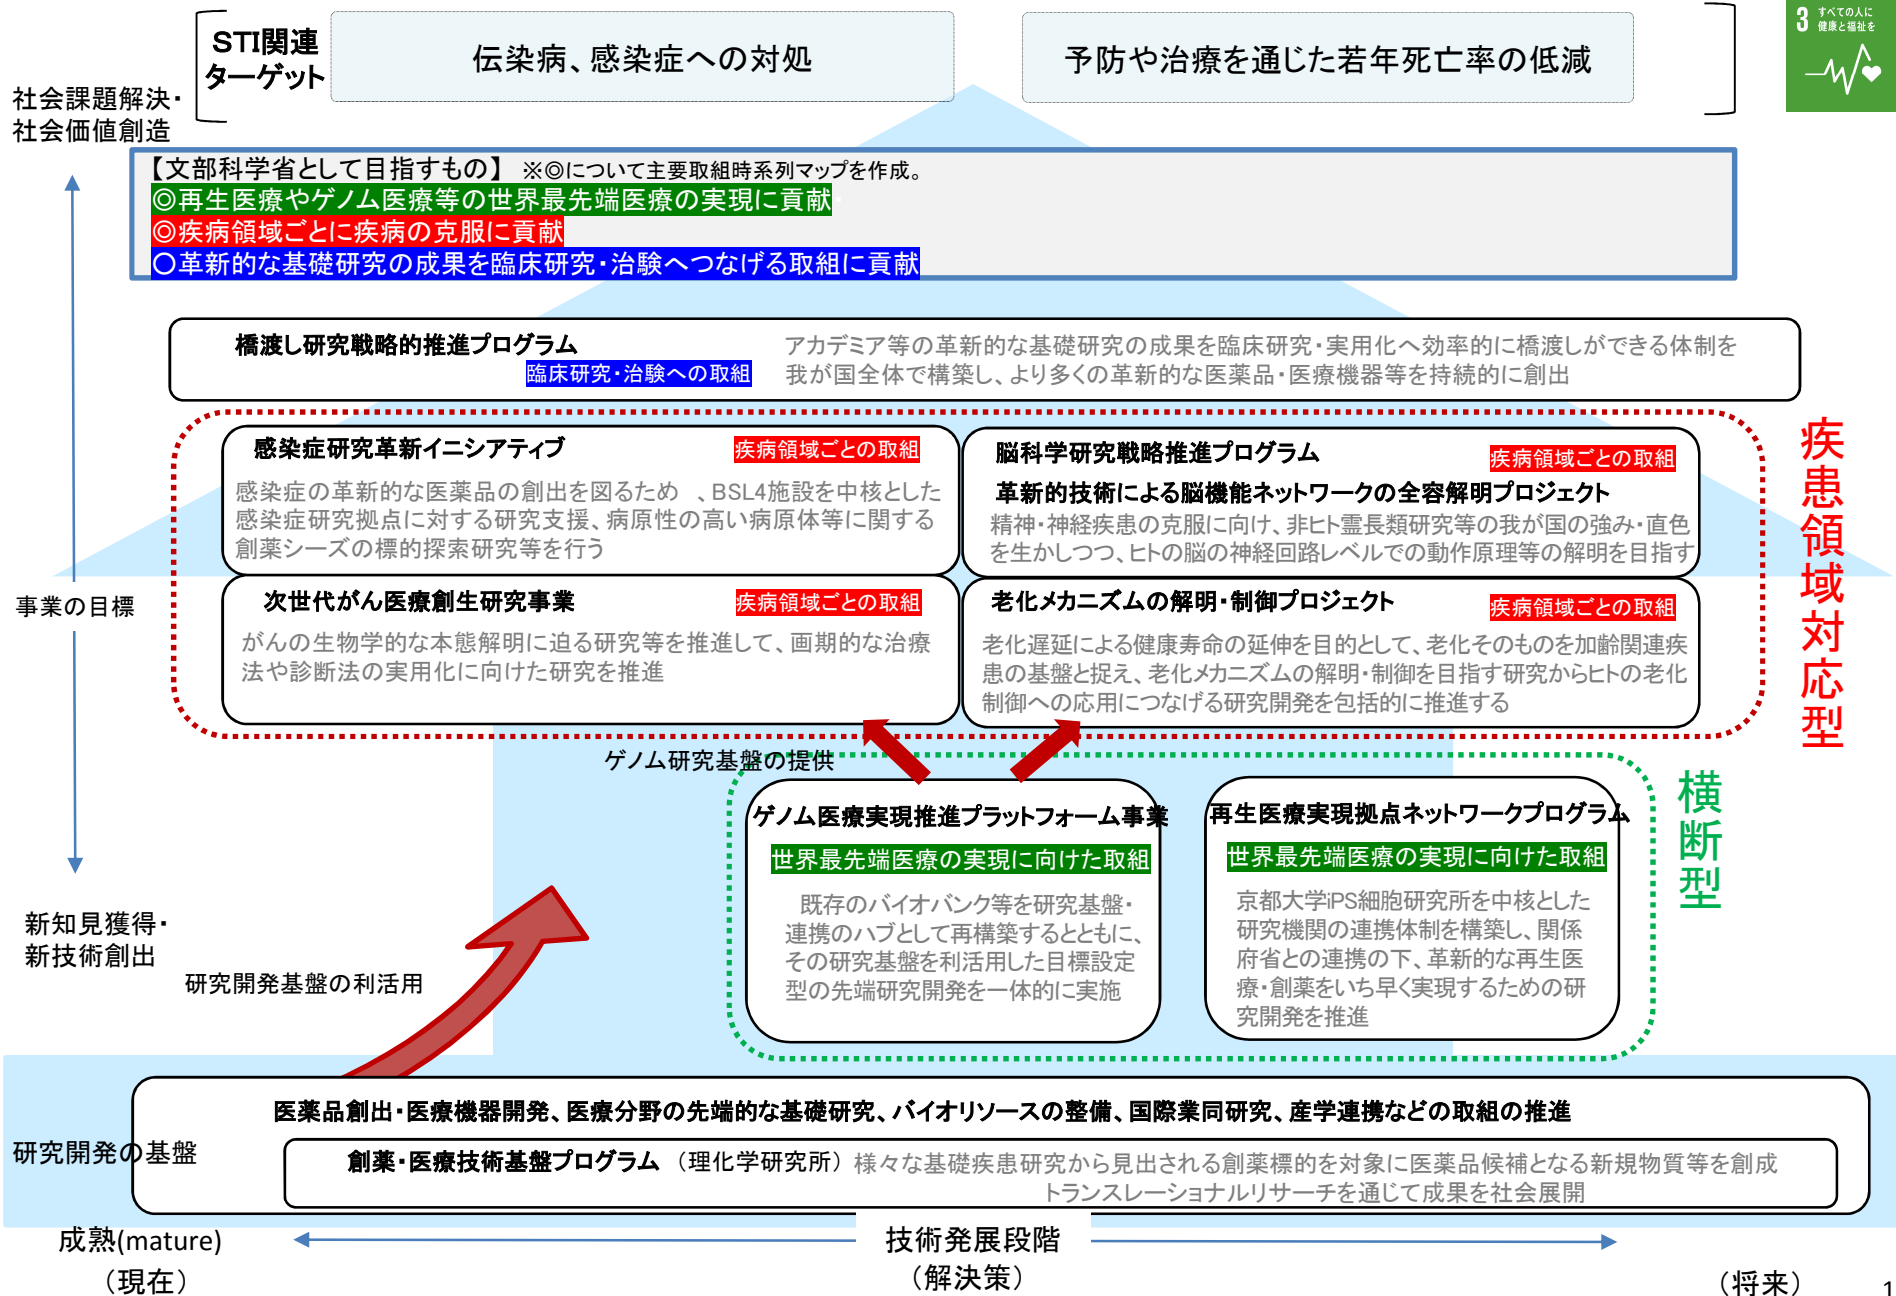 STI関連
ターゲット
伝染病、感染症への対処
予防や治療を通じた若年死亡率の低減
3 すべての人に
健康と福祉を
社会課題解決・
社会価値創造
【文部科学省として目指すもの】 ※◎について主要取組時系列マップを作成。
◎再生医療やゲノム医療等の世界最先端医療の実現に貢献
◎疾病領域ごとに疾病の克服に貢献
○革新的な基礎研究の成果を臨床研究・治験へつなげる取組に貢献
橋渡し研究戦略的推進プログラム
臨床研究・治験への取組
アカデミア等の革新的な基礎研究の成果を臨床研究・実用化へ効率的に橋渡しができる体制を
我が国全体で構築し、より多くの革新的な医薬品・医療機器等を持続的に創出
疾患領域対応型
感染症研究革新イニシアティブ
疾病領域ごとの取組
感染症の革新的な医薬品の創出を図るため 、BSL4施設を中核とした
感染症研究拠点に対する研究支援、病原性の高い病原体等に関する
創薬シーズの標的探索研究等を行う
脳科学研究戦略推進プログラム
疾病領域ごとの取組
革新的技術による脳機能ネットワークの全容解明プロジェクト
精神・神経疾患の克服に向け、非ヒト霊長類研究等の我が国の強み・直色
を生かしつつ、ヒトの脳の神経回路レベルでの動作原理等の解明を目指す
事業の目標
次世代がん医療創生研究事業
疾病領域ごとの取組
がんの生物学的な本態解明に迫る研究等を推進して、画期的な治療
法や診断法の実用化に向けた研究を推進
老化メカニズムの解明・制御プロジェクト
疾病領域ごとの取組
老化遅延による健康寿命の延伸を目的として、老化そのものを加齢関連疾
患の基盤と捉え、老化メカニズムの解明・制御を目指す研究からヒトの老化
制御への応用につなげる研究開発を包括的に推進する
ゲノム研究基盤の提供
横断型
ゲノム医療実現推進プラットフォーム事業
世界最先端医療の実現に向けた取組
既存のバイオバンク等を研究基盤・
連携のハブとして再構築するとともに、
その研究基盤を利活用した目標設定
型の先端研究開発を一体的に実施
再生医療実現拠点ネットワークプログラム
世界最先端医療の実現に向けた取組
京都大学iPS細胞研究所を中核とした
研究機関の連携体制を構築し、関係
府省との連携の下、革新的な再生医
療・創薬をいち早く実現するための研
究開発を推進
新知見獲得・
新技術創出
研究開発基盤の利活用
医薬品創出・医療機器開発、医療分野の先端的な基礎研究、バイオリソースの整備、国際業同研究、産学連携などの取組の推進
研究開発の基盤
創薬・医療技術基盤プログラム （理化学研究所） 様々な基礎疾患研究から見出される創薬標的を対象に医薬品候補となる新規物質等を創成
トランスレーショナルリサーチを通じて成果を社会展開
成熟(mature)
（現在）
技術発展段階
（解決策）
（将来）
1